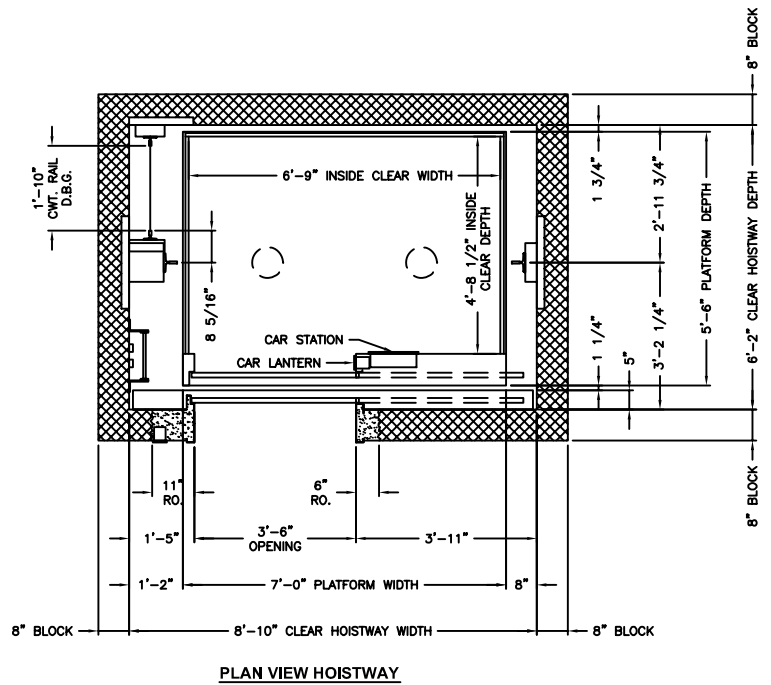 8” BLOCK
1'-10”
CWT. RAIL
D.B.G.
6'-9” INSIDE CLEAR WIDTH
4'-8 1/2” INSIDE
CLEAR DEPTH
1 3/4”
2'-11 3/4”
5'-6” PLATFORM DEPTH
6'-2” CLEAR HOISTWAY DEPTH
8 5/16”
CAR STATION
CAR LANTERN
1 1/4”
5”
3'-2 1/4”
8” BLOCK
11”
RO.
6”
RO.
1'-5”
3'-6”
OPENING
3'-11”
1'-2”
7'-0” PLATFORM WIDTH
8”
8” BLOCK
8'-10” CLEAR HOISTWAY WIDTH
8” BLOCK
PLAN VIEW HOISTWAY